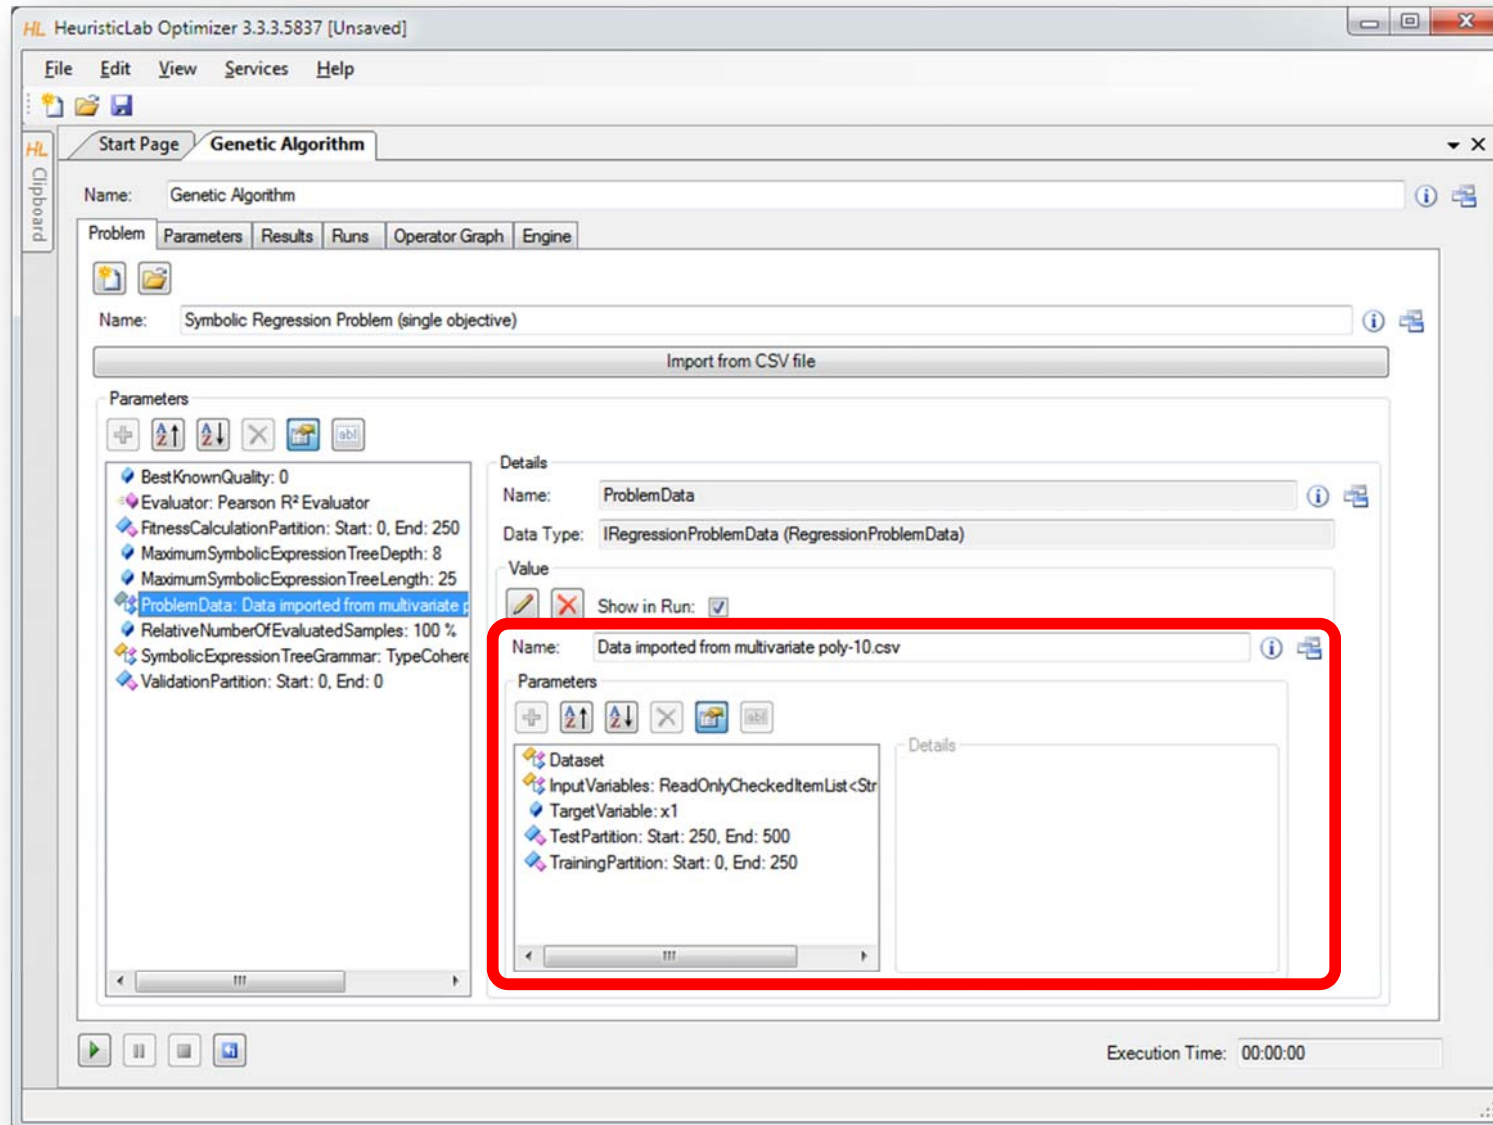 HL HeuristicLab Optimizer 3.3.3.5837 [Unsaved]
File Edit View Services Help
HL Clipboard
Start Page Genetic Algorithm
Name: Genetic Algorithm
Problem Parameters Results Runs Operator Graph Engine
Name: Symbolic Regression Problem (single objective)
Import from CSV file
Parameters
BestKnownQuality: 0
Evaluator: Pearson R² Evaluator
FitnessCalculationPartition: Start: 0, End: 250
MaximumSymbolicExpressionTreeDepth: 8
MaximumSymbolicExpressionTreeLength: 25
ProblemData: Data imported from multivariate p
RelativeNumberOfEvaluatedSamples: 100 %
SymbolicExpressionTreeGrammar: TypeCohere
ValidationPartition: Start: 0, End: 0
Details
Name: ProblemData
Data Type: IRegressionProblemData (RegressionProblemData)
Value
Show in Run:
Name: Data imported from multivariate poly-10.csv
Parameters
Dataset
InputVariables: ReadOnlyCheckedItemList<Str
TargetVariable: x1
TestPartition: Start: 250, End: 500
TrainingPartition: Start: 0, End: 250
Details
Execution Time: 00:00:00